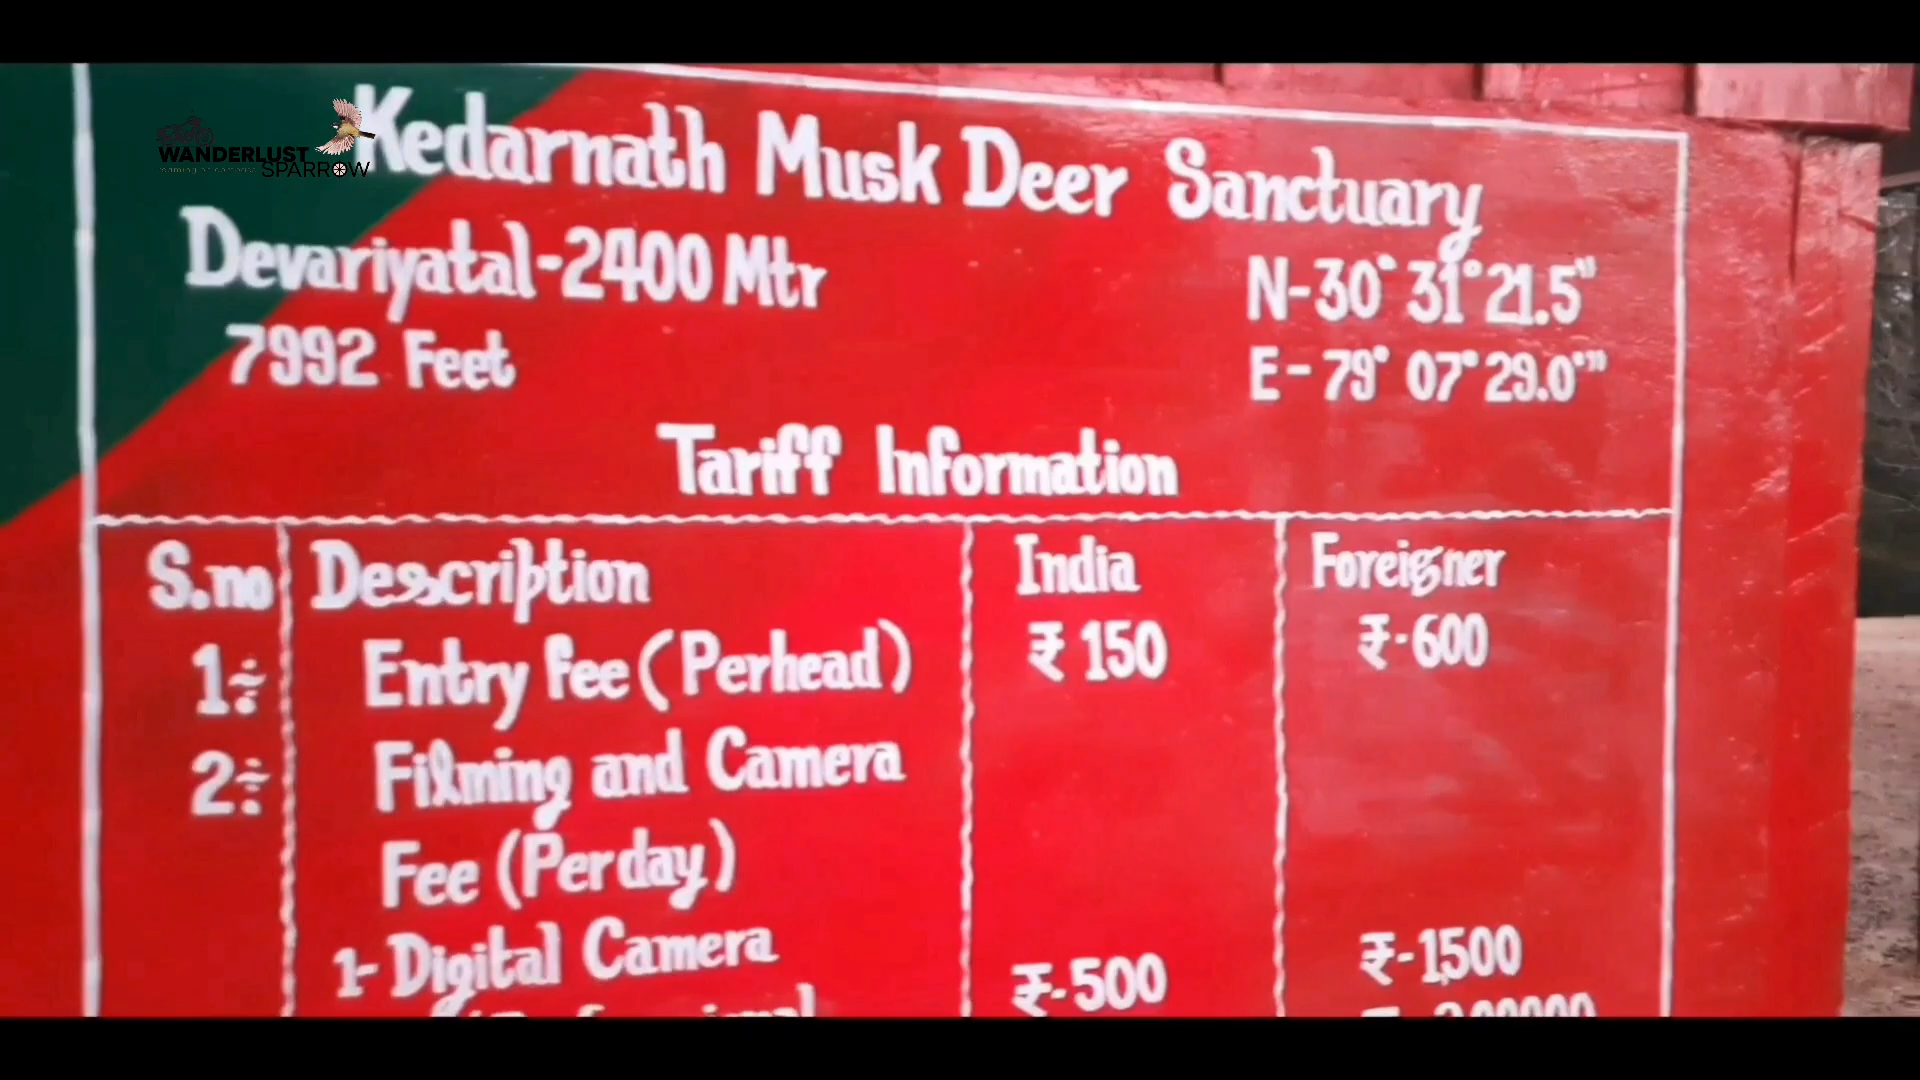 WANDERLUST
SPARROW
Kedarnath Musk Deer Sanctuary
Devariyatal-2400 Mtr
7992 Feet
N-30° 31° 21.5"
E-79° 07° 29.0°"
Tariff Information
S.no Description India Foreigner
1÷ Entry fee (Perhead) ₹ 150 ₹-600
2÷ Filming and Camera
Fee (Perday)
1- Digital Camera ₹-500 ₹-1500